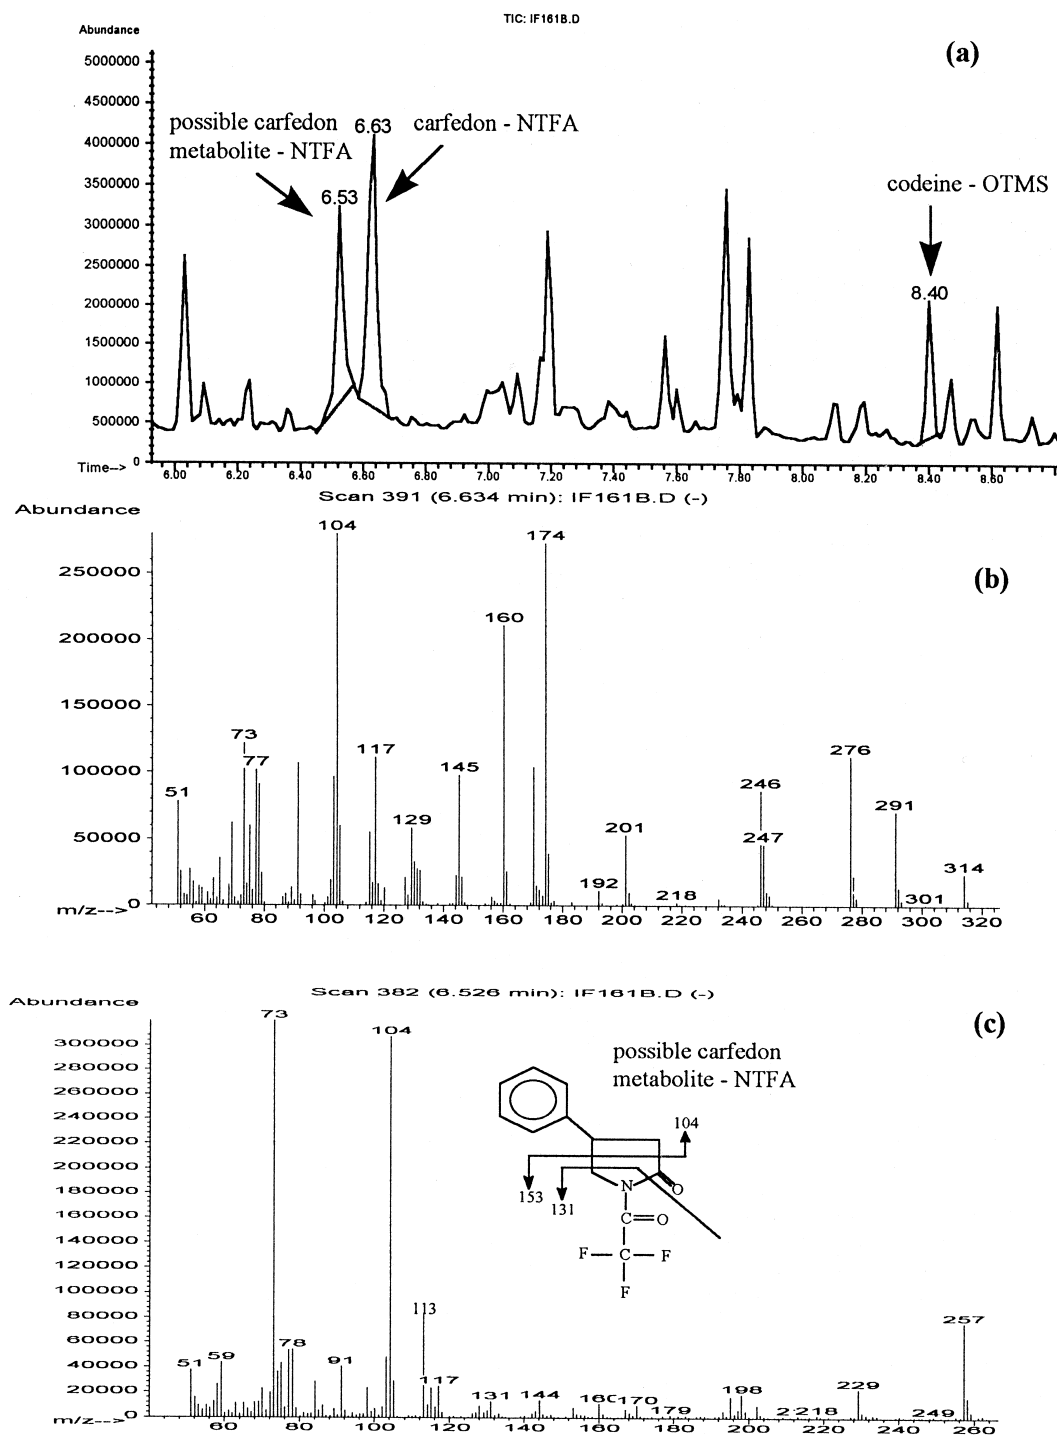 TIC: IF161B.D
Abundance
(a)
5000000
4500000
4000000
3500000
3000000
2500000
2000000
1500000
1000000
500000
0
possible carfedon
metabolite - NTFA
6.63
carfedon - NTFA
6.53
codeine - OTMS
8.40
Time-->
6.00 6.20 6.40 6.60 6.80 7.00 7.20 7.40 7.60 7.80 8.00 8.20 8.40 8.60
Scan 391 (6.634 min): IF161B.D (-)
Abundance
(b)
250000
200000
150000
100000
50000
0
104
174
160
73
77
117
145
51
129
201
192
218
246
247
276
291
314
301
m/z-->
60 80 100 120 140 160 180 200 220 240 260 280 300 320
Scan 382 (6.526 min): IF161B.D (-)
Abundance
(c)
300000
280000
260000
240000
220000
200000
180000
160000
140000
120000
100000
80000
60000
40000
20000
0
73
104
possible carfedon
metabolite - NTFA
104
153
131
N
O
C=O
F C F
F
113
51
59
78
91
117
131
144
160
170
179
198
218
229
249
257
m/z-->
60 80 100 120 140 160 180 200 220 240 260